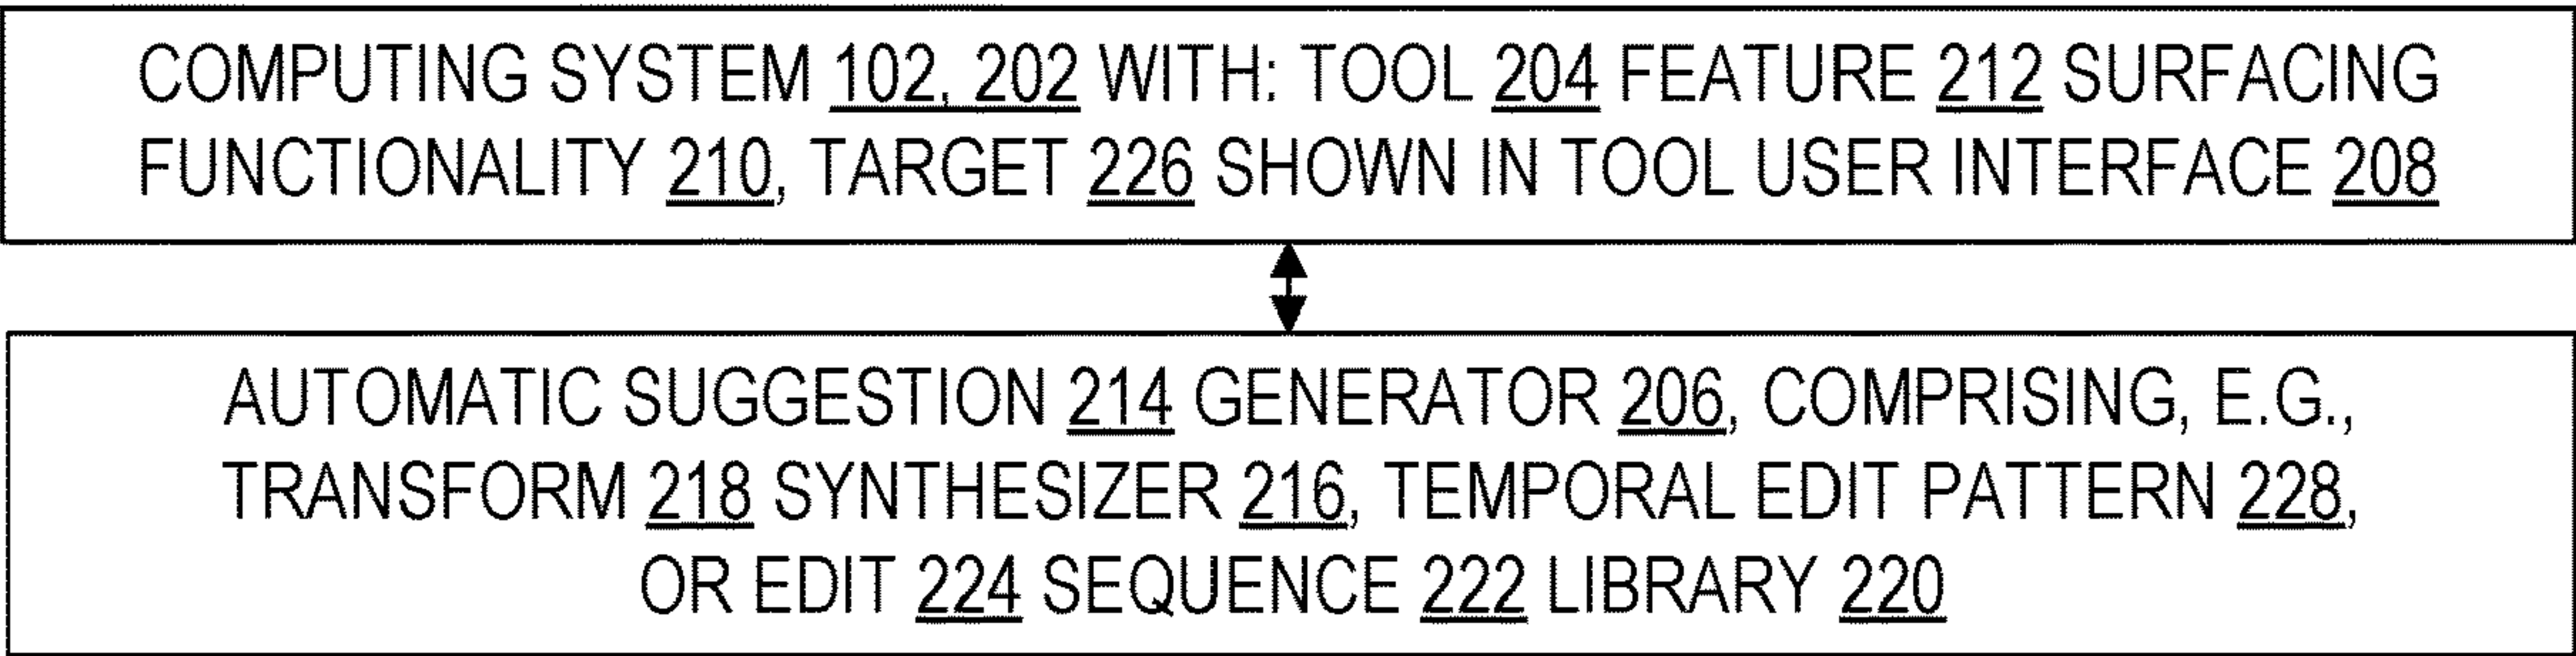 COMPUTING SYSTEM 102, 202 WITH: TOOL 204 FEATURE 212 SURFACING
FUNCTIONALITY 210, TARGET 226 SHOWN IN TOOL USER INTERFACE 208
AUTOMATIC SUGGESTION 214 GENERATOR 206, COMPRISING, E.G.,
TRANSFORM 218 SYNTHESIZER 216, TEMPORAL EDIT PATTERN 228,
OR EDIT 224 SEQUENCE 222 LIBRARY 220